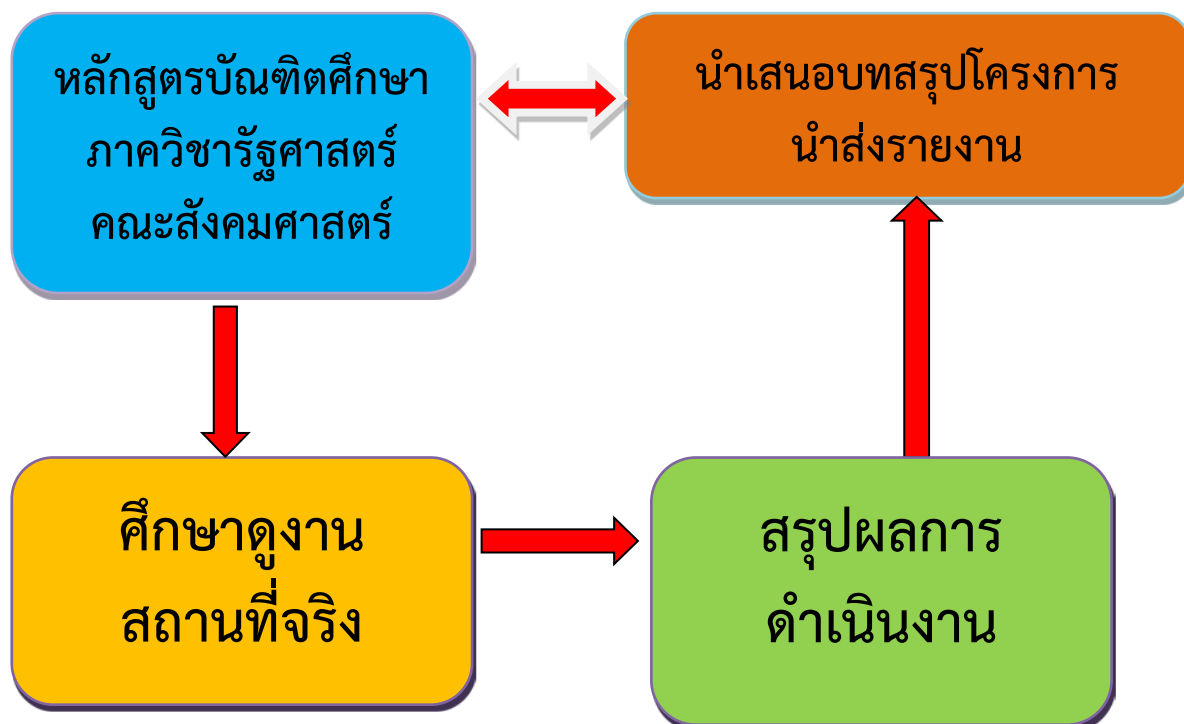 หลักสูตรบัณฑิตศึกษา
ภาควิชารัฐศาสตร์
คณะสังคมศาสตร์
นำเสนอบทสรุปโครงการ
นำส่งรายงาน
ศึกษาดูงาน
สถานที่จริง
สรุปผลการ
ดำเนินงาน